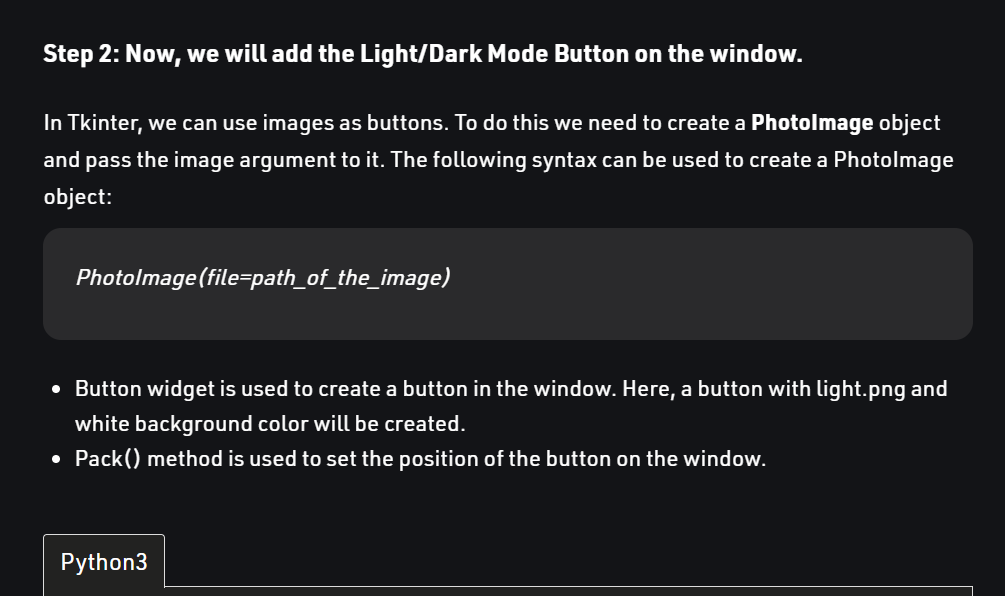 Step 2: Now, we will add the Light/Dark Mode Button on the window.
In Tkinter, we can use images as buttons. To do this we need to create a PhotoImage object
and pass the image argument to it. The following syntax can be used to create a PhotoImage
object:
PhotoImage(file=path_of_the_image)
• Button widget is used to create a button in the window. Here, a button with light.png and
white background color will be created.
• Pack() method is used to set the position of the button on the window.
Python3